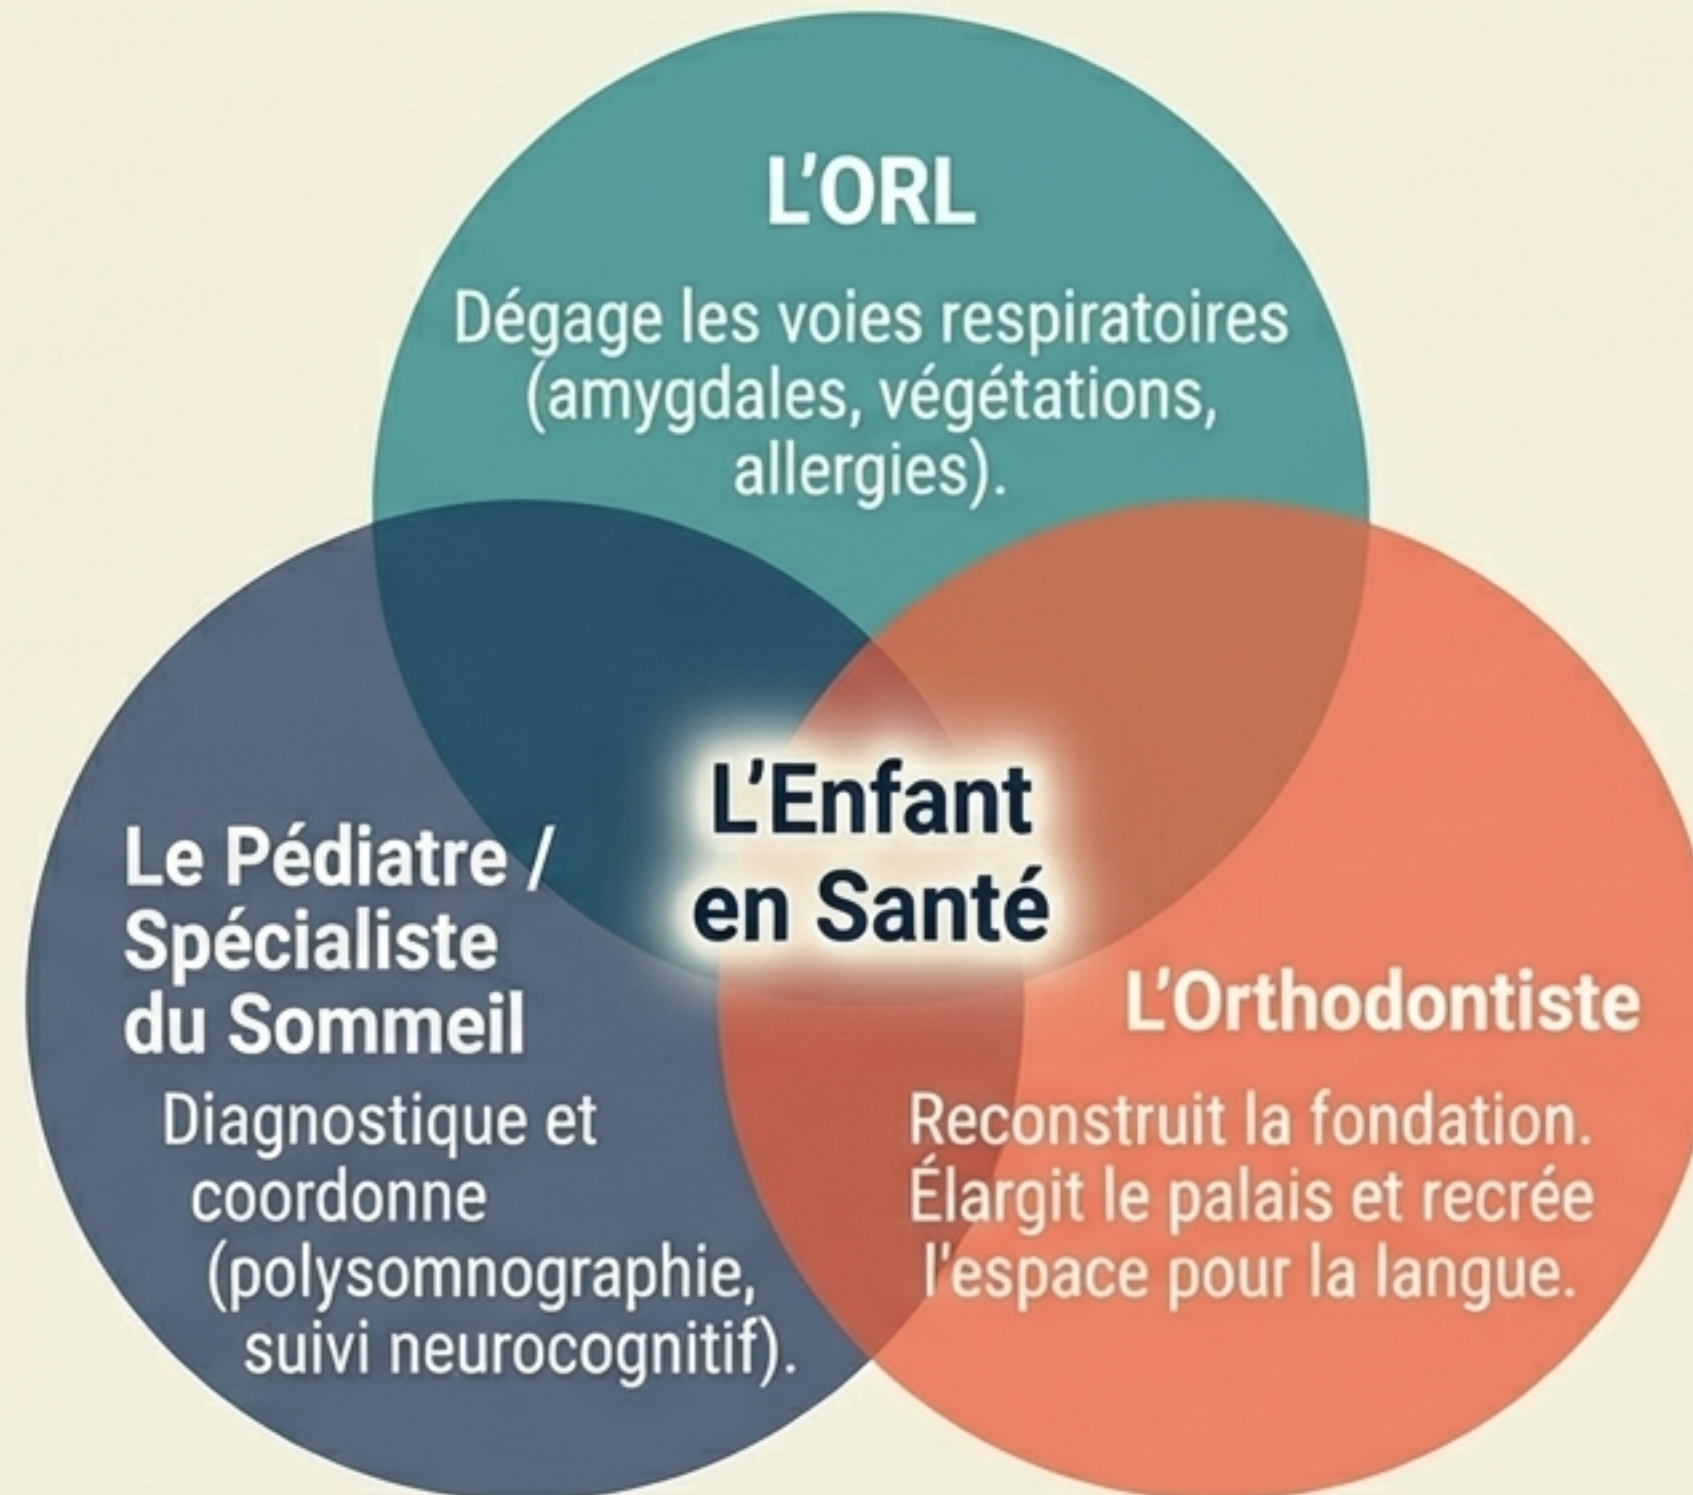 L'ORL
Dégage les voies respiratoires
(amygdales, végétations,
allergies).
L'Enfant
en Santé
Le Pédiatre /
Spécialiste
du Sommeil
Diagnostique et
coordonne
(polysomnographie,
suivi neurocognitif).
L'Orthodontiste
Reconstruit la fondation.
Élargit le palais et recrée
l'espace pour la langue.